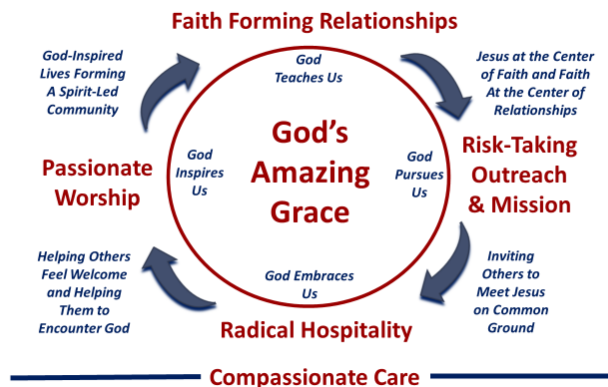 Faith Forming Relationships
God-Inspired
Lives Forming
A Spirit-Led
Community
God
Teaches Us
Jesus at the Center
of Faith and Faith
At the Center of
Relationships
Passionate
Worship
God
Inspires
Us
God's
Amazing
Grace
God
Pursues
Us
Risk-Taking
Outreach
& Mission
Helping Others
Feel Welcome
and Helping
Them to
Encounter God
God Embraces
Us
Inviting
Others to
Meet Jesus
on Common
Ground
Radical Hospitality
Compassionate Care